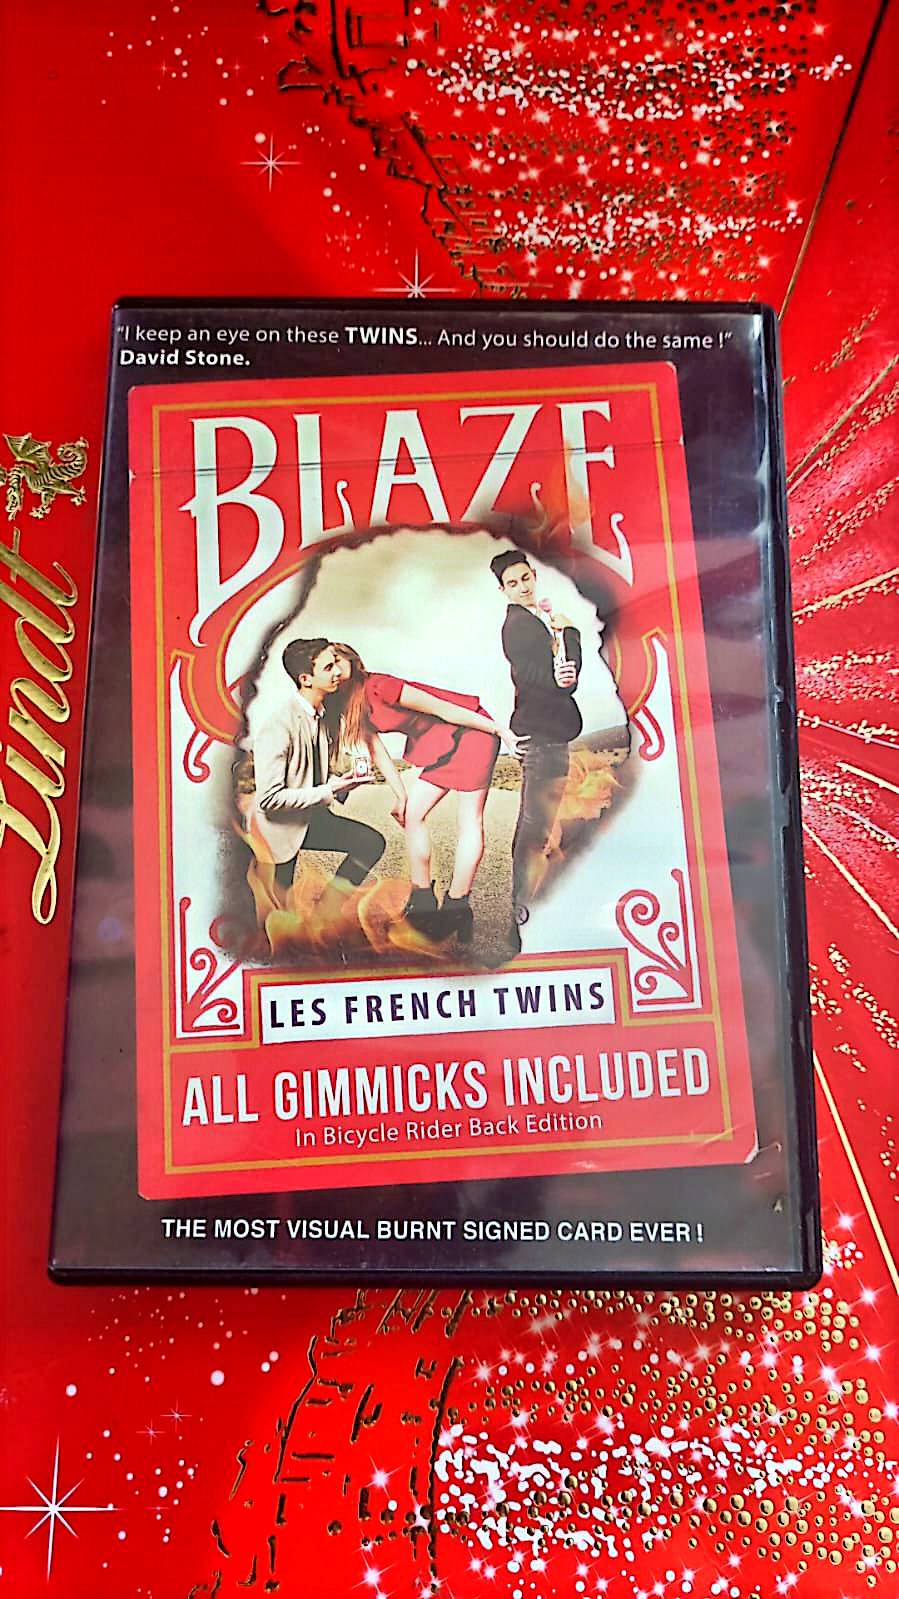 "I keep an eye on these TWINS... And you should do the same !"
David Stone.
BLAZE
Lindt
LES FRENCH TWINS
ALL GIMMICKS INCLUDED
In Bicycle Rider Back Edition
THE MOST VISUAL BURNT SIGNED CARD EVER !